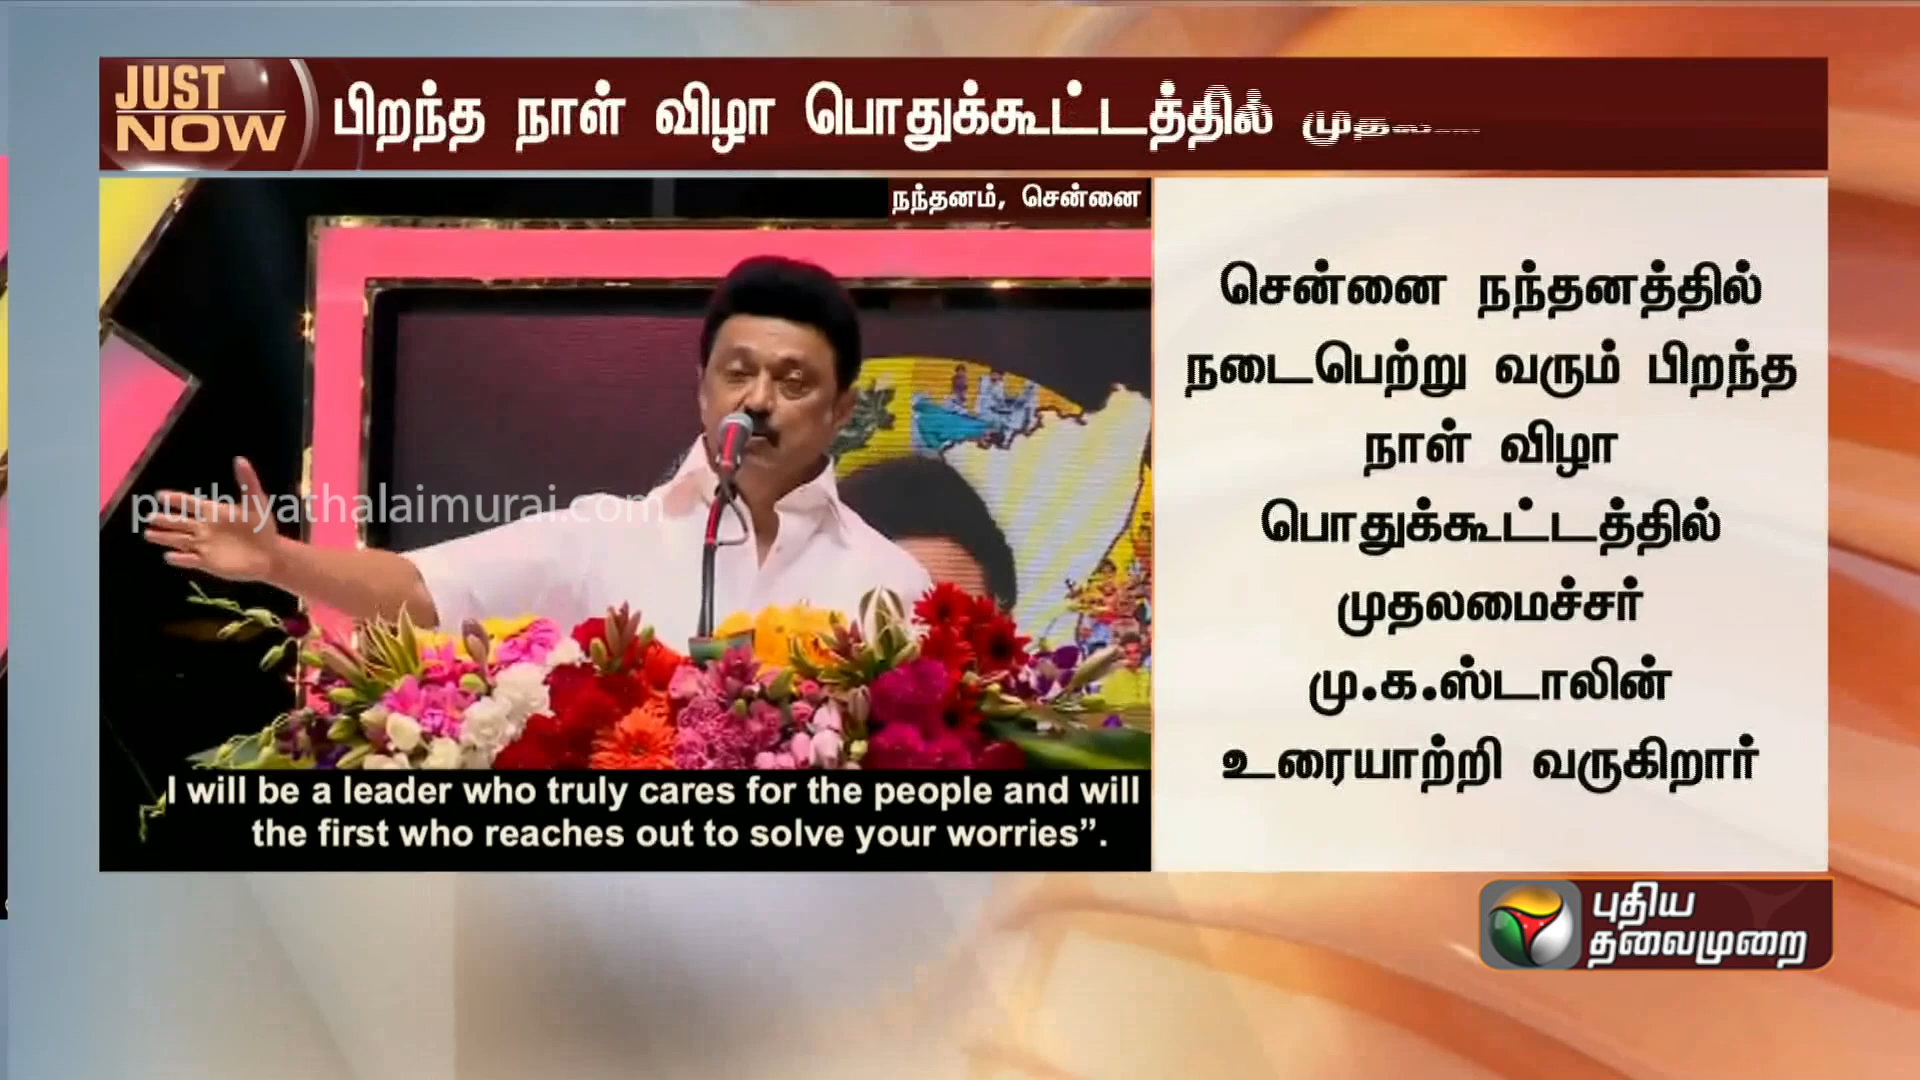 JUST
NOW
பிறந்த நாள் விழா பொதுக்கூட்டத்தில்
நந்தனம், சென்னை
puthiyathalaimurai.com
I will be a leader who truly cares for the people and will
the first who reaches out to solve your worries”.
சென்னை நந்தனத்தில்
நடைபெற்று வரும் பிறந்த
நாள் விழா
பொதுக்கூட்டத்தில்
முதலமைச்சர்
மு.க.ஸ்டாலின்
உரையாற்றி வருகிறார்
புதிய
தலைமுறை